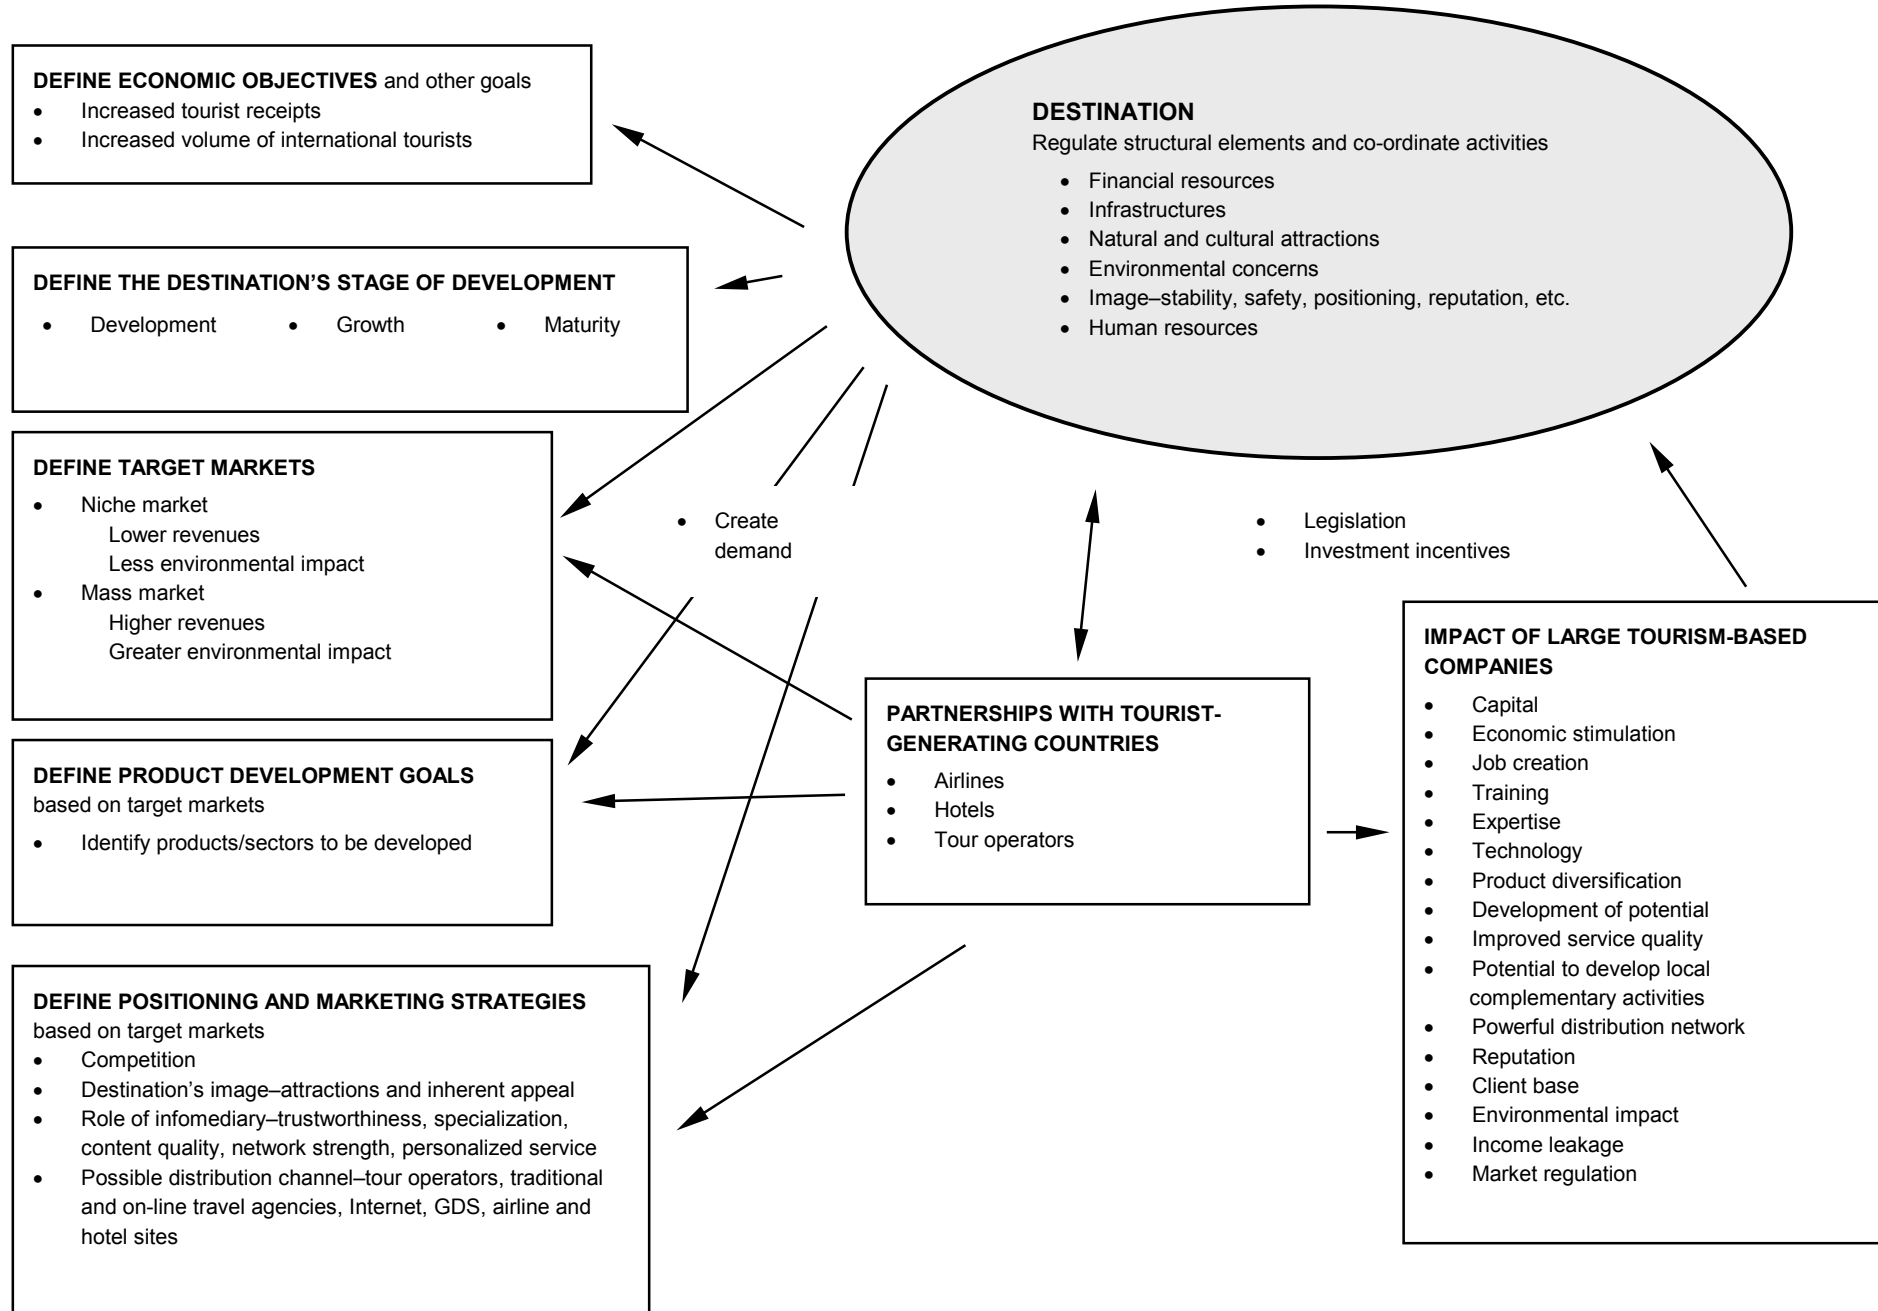 DEFINE ECONOMIC OBJECTIVES and other goals
• Increased tourist receipts
• Increased volume of international tourists
DESTINATION
Regulate structural elements and co-ordinate activities
• Financial resources
• Infrastructures
• Natural and cultural attractions
• Environmental concerns
• Image–stability, safety, positioning, reputation, etc.
• Human resources
DEFINE THE DESTINATION’S STAGE OF DEVELOPMENT
• Development • Growth • Maturity
DEFINE TARGET MARKETS
• Niche market
Lower revenues
Less environmental impact
• Mass market
Higher revenues
Greater environmental impact
• Create
demand
• Legislation
• Investment incentives
DEFINE PRODUCT DEVELOPMENT GOALS
based on target markets
• Identify products/sectors to be developed
PARTNERSHIPS WITH TOURIST-
GENERATING COUNTRIES
• Airlines
• Hotels
• Tour operators
IMPACT OF LARGE TOURISM-BASED
COMPANIES
• Capital
• Economic stimulation
• Job creation
• Training
• Expertise
• Technology
• Product diversification
• Development of potential
• Improved service quality
• Potential to develop local
complementary activities
• Powerful distribution network
• Reputation
• Client base
• Environmental impact
• Income leakage
• Market regulation
DEFINE POSITIONING AND MARKETING STRATEGIES
based on target markets
• Competition
• Destination’s image–attractions and inherent appeal
• Role of infomediary–trustworthiness, specialization,
content quality, network strength, personalized service
• Possible distribution channel–tour operators, traditional
and on-line travel agencies, Internet, GDS, airline and
hotel sites